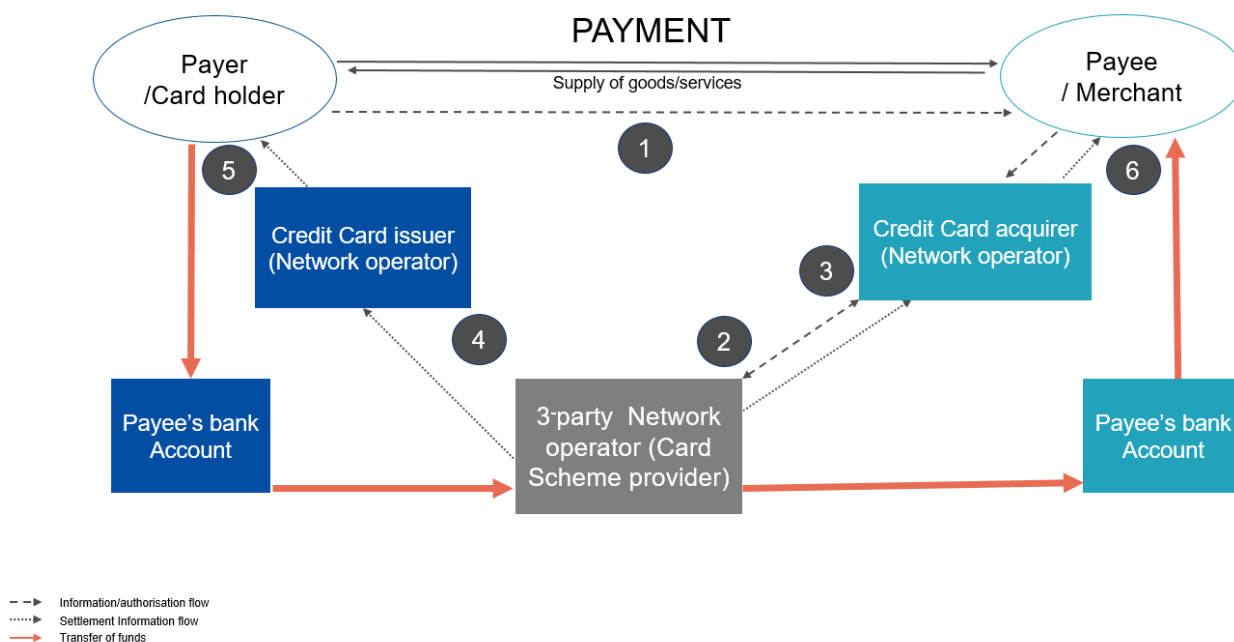 PAYMENT
Payer
/Card holder
Supply of goods/services
Payee
/ Merchant
1
5
6
Credit Card issuer
(Network operator)
Credit Card acquirer
(Network operator)
3
4
2
Payee's bank
Account
3-party Network
operator (Card
Scheme provider)
Payee's bank
Account
Information/authorisation flow
Settlement Information flow
Transfer of funds